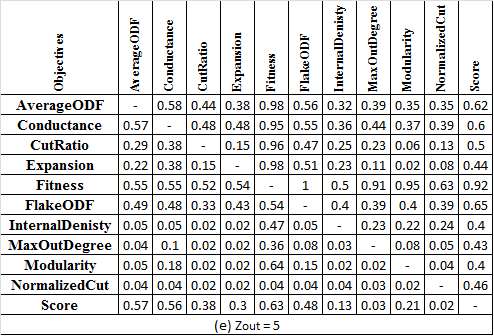 Objectives AverageODF Conductance CutRatio Expansion Fitness FlakeODF InternalDenisty MaxOutDegree Modularity NormalizedCut Score
AverageODF - 0.58 0.44 0.38 0.98 0.56 0.32 0.39 0.35 0.35 0.62
Conductance 0.57 - 0.48 0.48 0.95 0.55 0.36 0.44 0.37 0.39 0.6
CutRatio 0.29 0.38 - 0.15 0.96 0.47 0.25 0.23 0.06 0.13 0.5
Expansion 0.22 0.38 0.15 - 0.98 0.51 0.23 0.11 0.02 0.08 0.44
Fitness 0.55 0.55 0.52 0.54 - 1 0.5 0.91 0.95 0.63 0.92
FlakeODF 0.49 0.48 0.33 0.43 0.54 - 0.4 0.39 0.4 0.39 0.65
InternalDenisty 0.05 0.05 0.02 0.02 0.47 0.05 - 0.23 0.22 0.24 0.4
MaxOutDegree 0.04 0.1 0.02 0.02 0.36 0.08 0.03 - 0.08 0.05 0.43
Modularity 0.05 0.18 0.02 0.02 0.64 0.15 0.02 0.02 - 0.04 0.4
NormalizedCut 0.04 0.04 0.02 0.02 0.04 0.04 0.04 0.03 0.02 - 0.46
Score 0.57 0.56 0.38 0.3 0.63 0.48 0.13 0.03 0.21 0.02 -
(e) Zout = 5